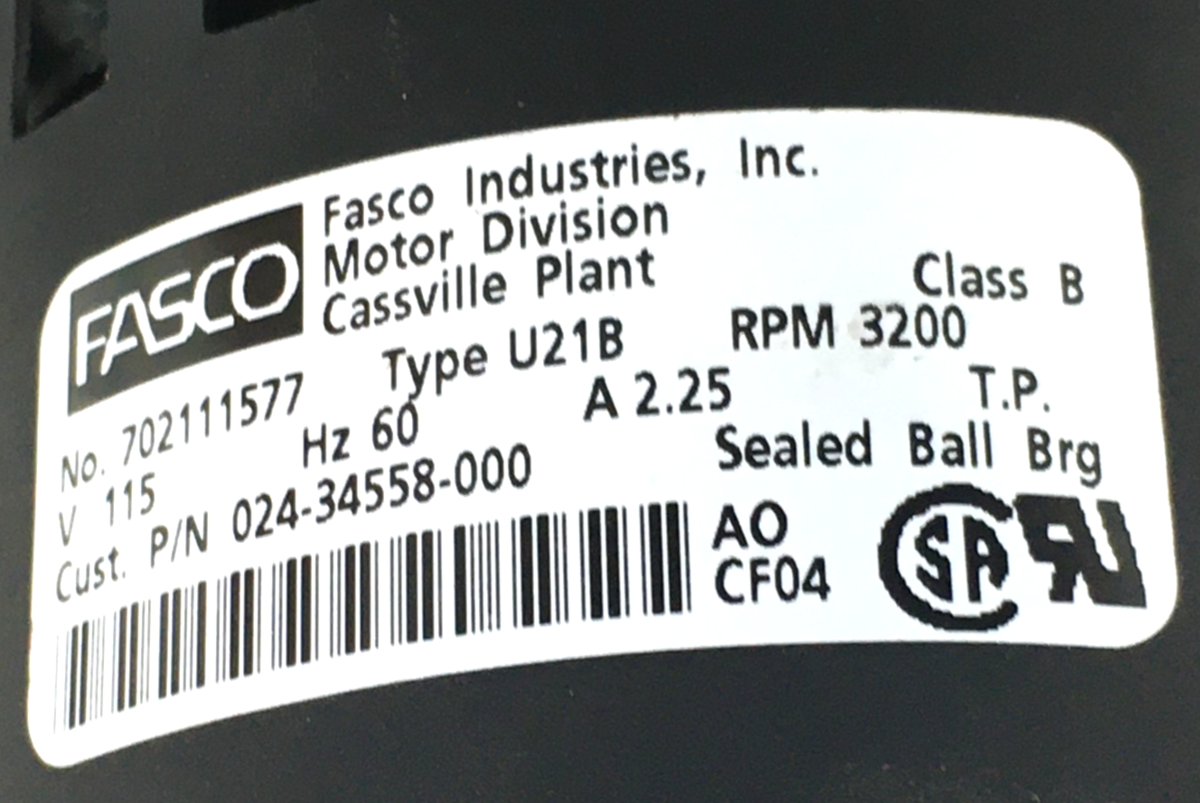 FASCO
Fasco Industries, Inc.
Motor Division
Cassville Plant
Class B
No. 702111577 Type U21B RPM 3200
V 115 Hz 60 A 2.25 T.P.
Cust. P/N 024-34558-000 Sealed Ball Brg
AO
CF04